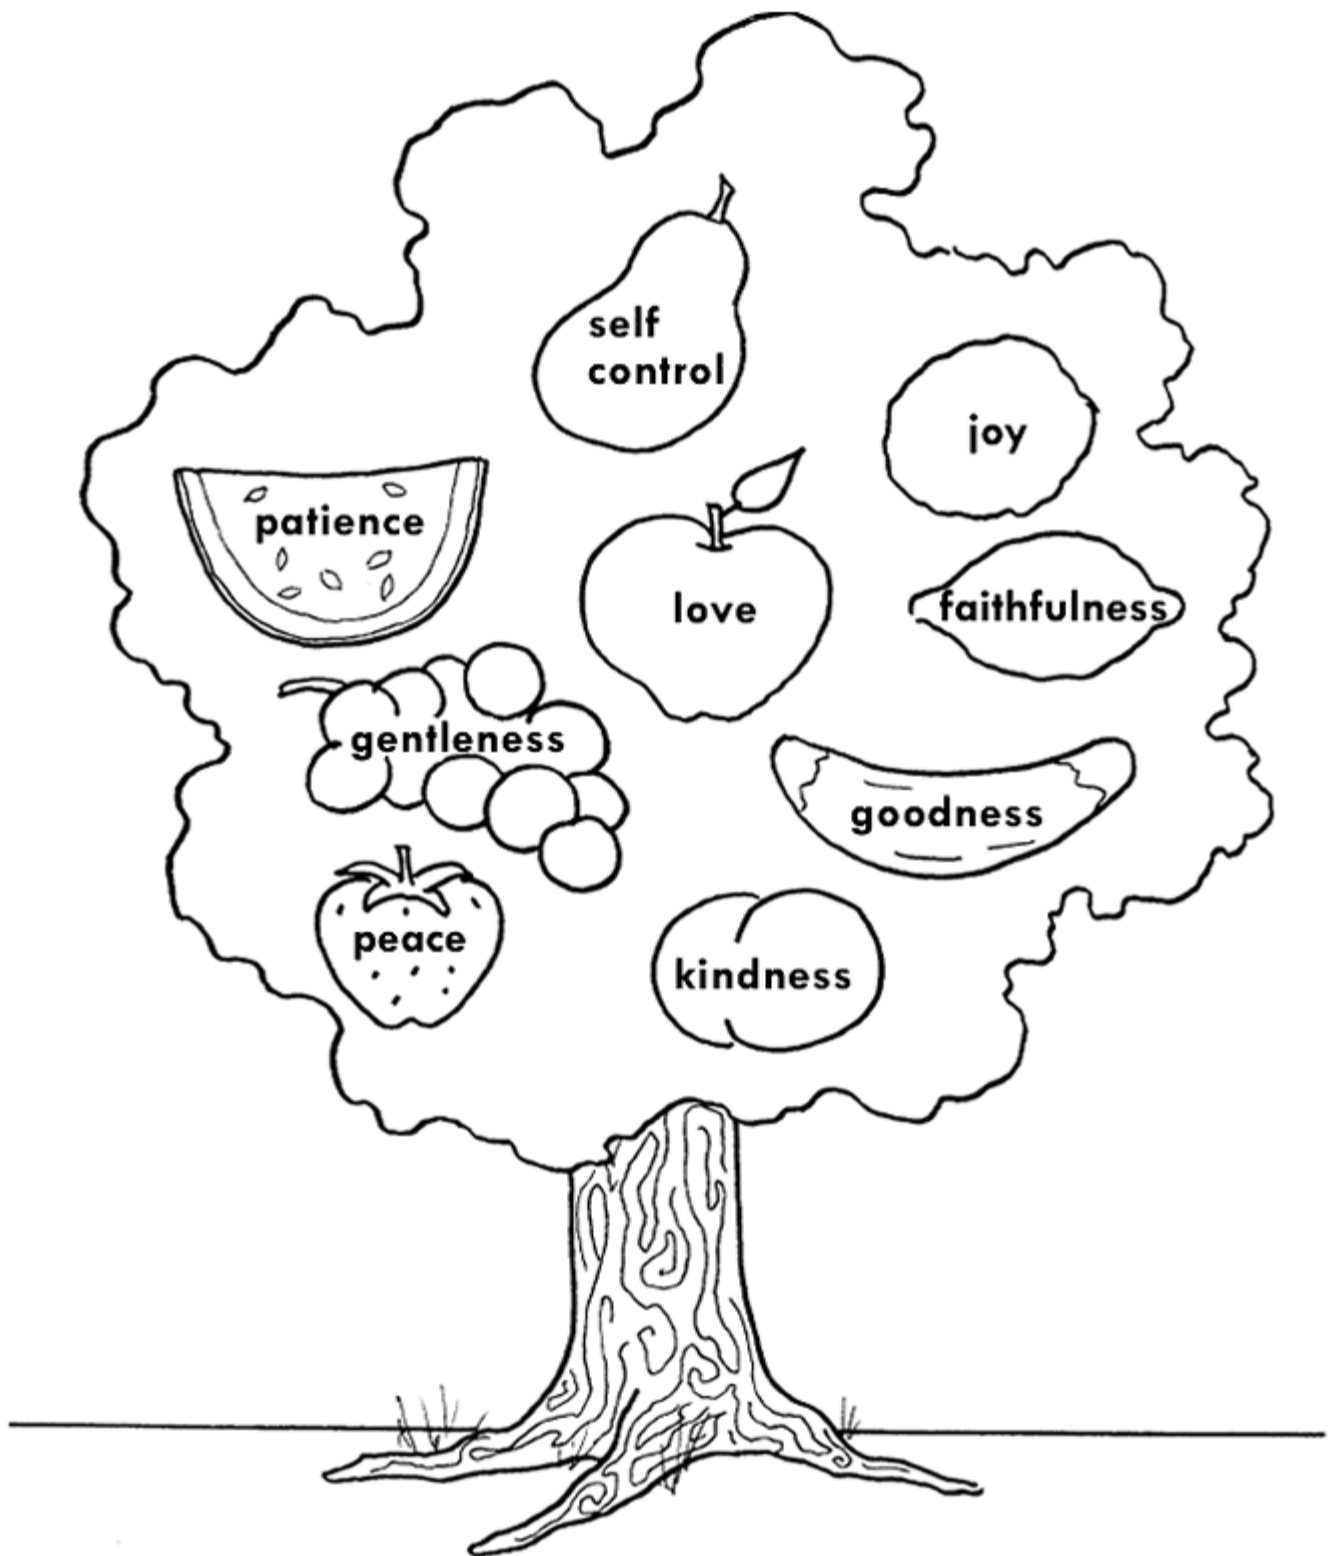 self
control
joy
patience
love
faithfulness
gentleness
goodness
peace
kindness